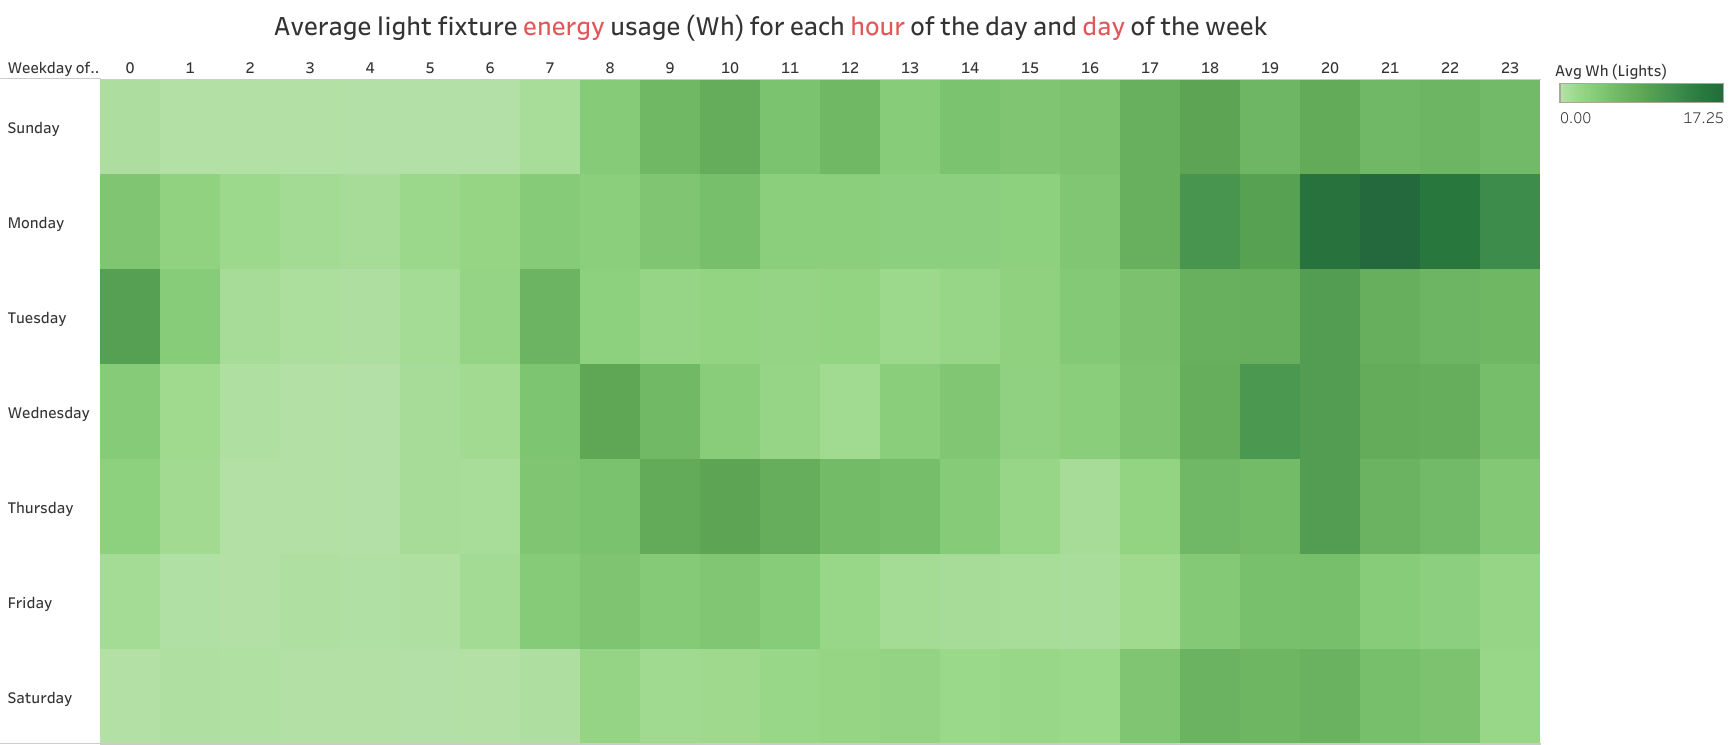 Average light fixture energy usage (Wh) for each hour of the day and day of the week
Weekday of.. 0 1 2 3 4 5 6 7 8 9 10 11 12 13 14 15 16 17 18 19 20 21 22 23
Avg Wh (Lights)
0.00 17.25
Sunday
Monday
Tuesday
Wednesday
Thursday
Friday
Saturday